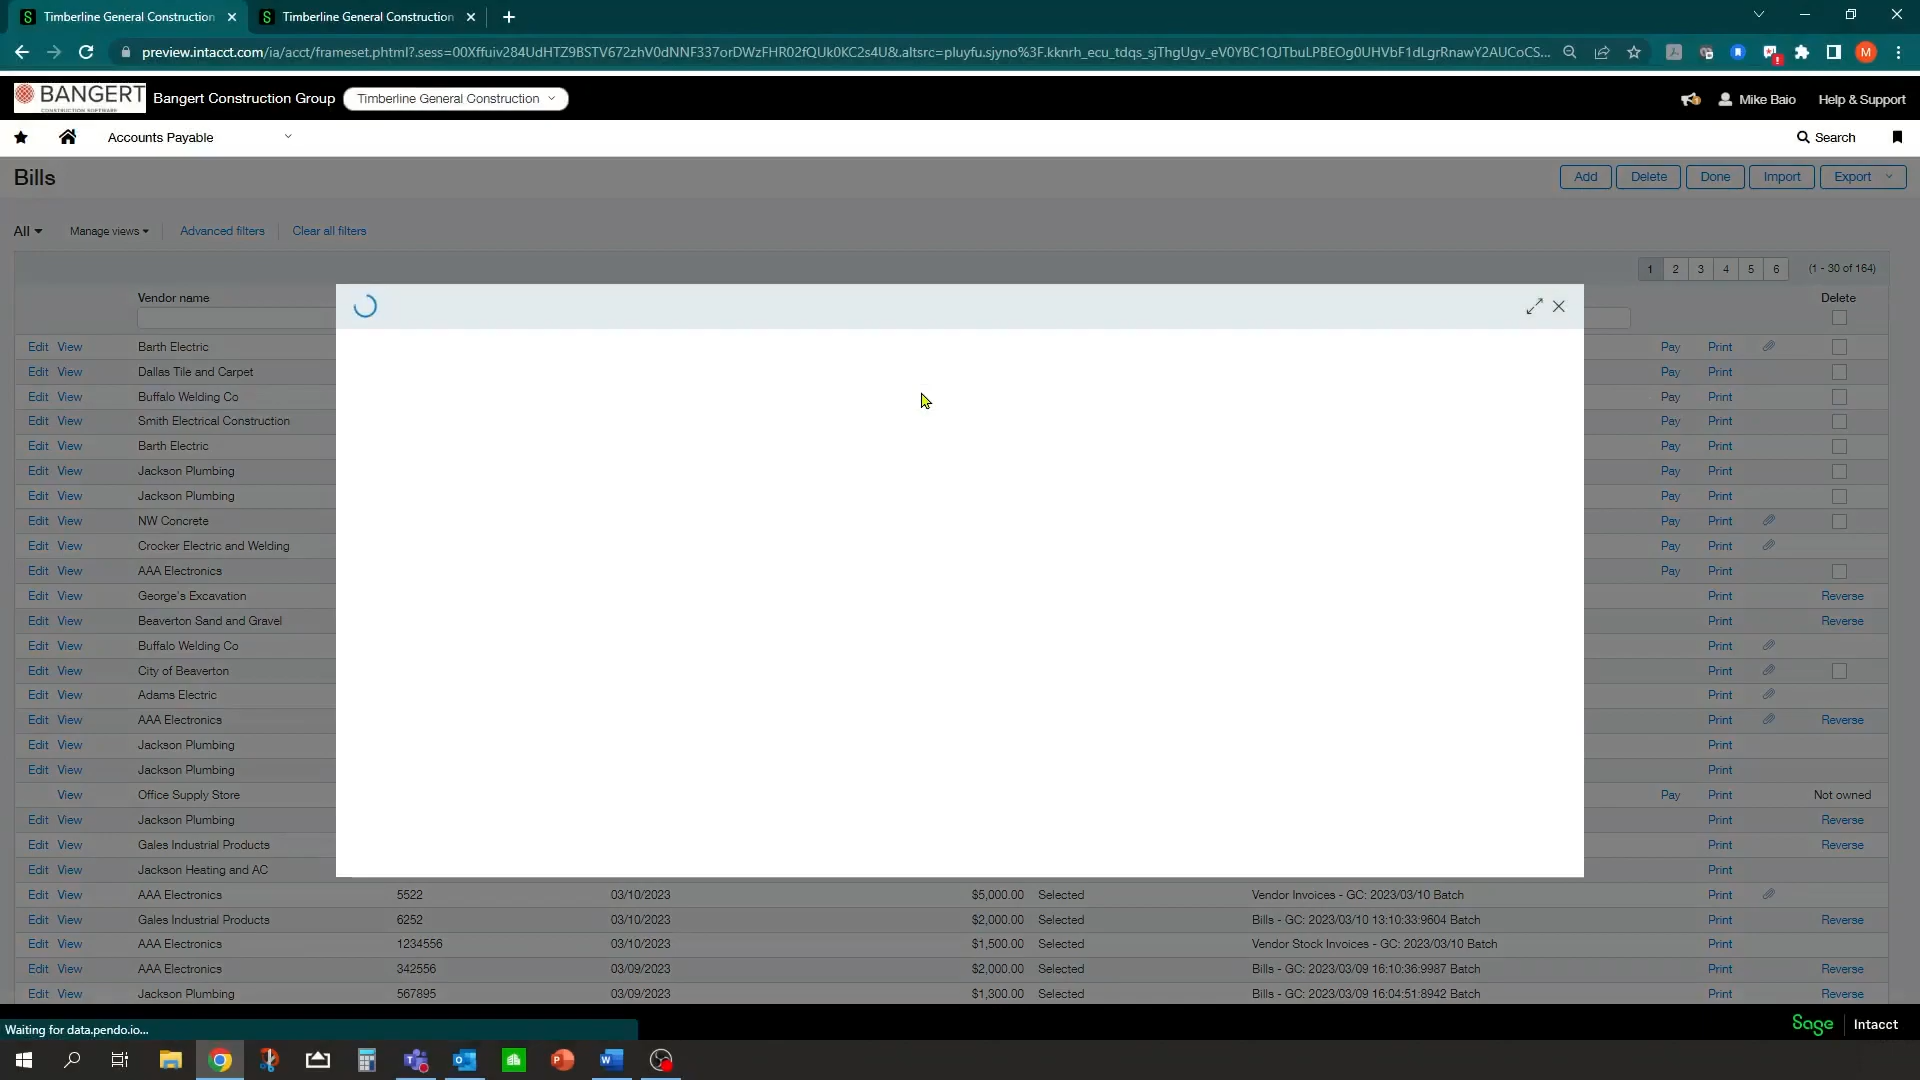 Timberline General Construction
Timberline General Construction
preview.intacct.com/ia/acct/frameset.phtml?.sess=00Xffuiv284UdHTZ9BSTV672zhV0dNNF337orDWzFHR02fQUk0KC2s4U&.altsrc=pluyfu.sjyno%3F.kknrh_ecu_tdqs_sjThgUgv_eV0YBC1QJTbuLPBEOg0UHVbF1dLgrRnawY2AUCoCS...
M
BANGERT
CONSTRUCTION SOFTWARE
Bangert Construction Group
Timberline General Construction
Mike Baio
Help & Support
Accounts Payable
Search
Bills
Add Delete Done Import Export
All Manage views Advanced filters Clear all filters
1 2 3 4 5 6 (1 - 30 of 164)
Vendor name Delete
Edit View Barth Electric Pay Print
Edit View Dallas Tile and Carpet Pay Print
Edit View Buffalo Welding Co Pay Print
Edit View Smith Electrical Construction Pay Print
Edit View Barth Electric Pay Print
Edit View Jackson Plumbing Pay Print
Edit View Jackson Plumbing Pay Print
Edit View NW Concrete Pay Print
Edit View Crocker Electric and Welding Pay Print
Edit View AAA Electronics Pay Print
Edit View George's Excavation Print Reverse
Edit View Beaverton Sand and Gravel Print Reverse
Edit View Buffalo Welding Co Print
Edit View City of Beaverton Print
Edit View Adams Electric Print
Edit View AAA Electronics Print Reverse
Edit View Jackson Plumbing Print
Edit View Jackson Plumbing Print
View Office Supply Store Pay Print Not owned
Edit View Jackson Plumbing Print Reverse
Edit View Gales Industrial Products Print Reverse
Edit View Jackson Heating and AC Print
Edit View AAA Electronics 5522 03/10/2023 $5,000.00 Selected Vendor Invoices - GC: 2023/03/10 Batch Print
Edit View Gales Industrial Products 6252 03/10/2023 $2,000.00 Selected Bills - GC: 2023/03/10 13:10:33:9604 Batch Print Reverse
Edit View AAA Electronics 1234556 03/10/2023 $1,500.00 Selected Vendor Stock Invoices - GC: 2023/03/10 Batch Print
Edit View AAA Electronics 342556 03/09/2023 $2,000.00 Selected Bills - GC: 2023/03/09 16:10:36:9987 Batch Print Reverse
Edit View Jackson Plumbing 567895 03/09/2023 $1,300.00 Selected Bills - GC: 2023/03/09 16:04:51:8942 Batch Print Reverse
Waiting for data.pendo.io...
Sage Intacct